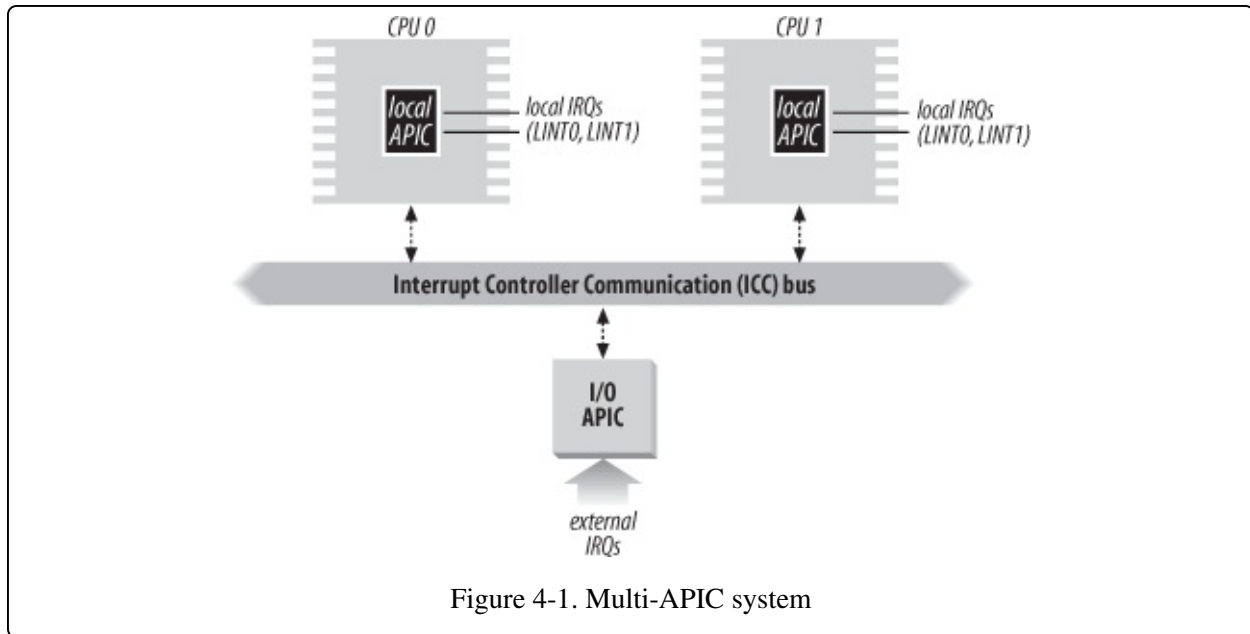 CPU 0
CPU 1
local
APIC
local IRQs
(LINT0, LINT1)
local
APIC
local IRQs
(LINT0, LINT1)
Interrupt Controller Communication (ICC) bus
I/O
APIC
external
IRQs
Figure 4-1. Multi-APIC system